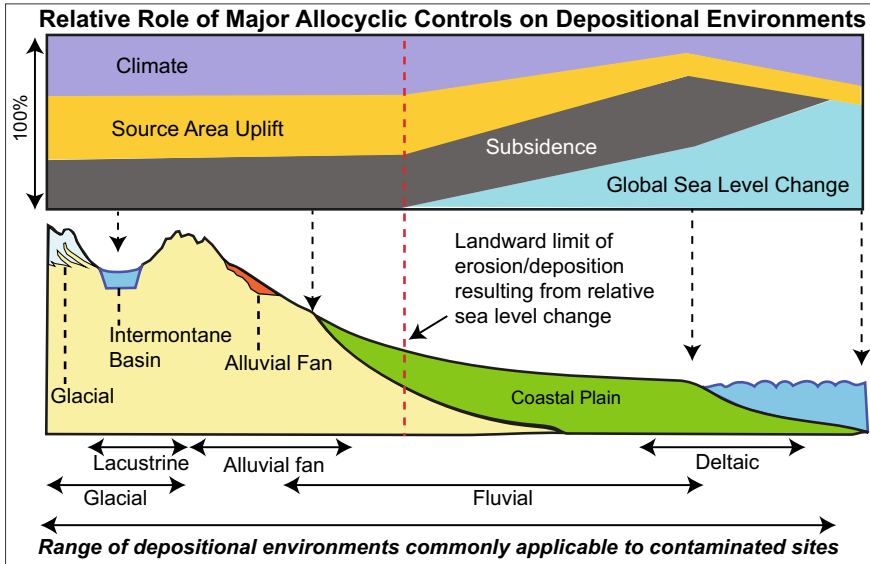 Relative Role of Major Allocyclic Controls on Depositional Environments
100%
Climate
Source Area Uplift
Subsidence
Global Sea Level Change
Landward limit of
erosion/deposition
resulting from relative
sea level change
Intermontane
Basin
Alluvial Fan
Glacial
Coastal Plain
Lacustrine
Alluvial fan
Deltaic
Glacial
Fluvial
Range of depositional environments commonly applicable to contaminated sites